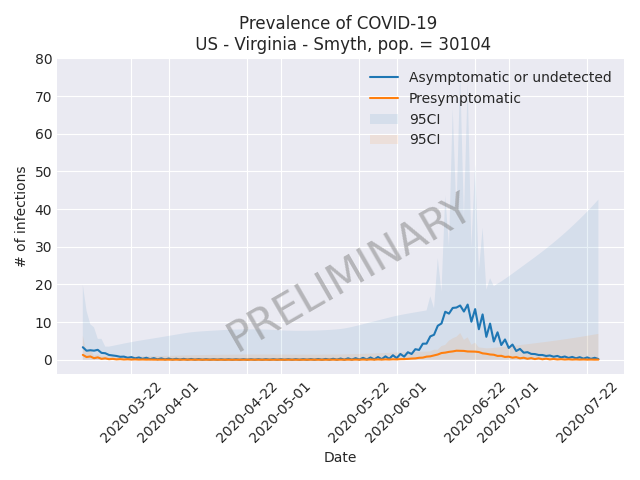 Prevalence of COVID-19
US - Virginia - Smyth, pop. = 30104
80
70
60
50
40
30
20
10
0
# of infections
Asymptomatic or undetected
Presymptomatic
95CI
95CI
PRELIMINARY
2020-03-22
2020-04-01
2020-04-22
2020-05-01
2020-05-22
2020-06-01
2020-06-22
2020-07-01
2020-07-22
Date